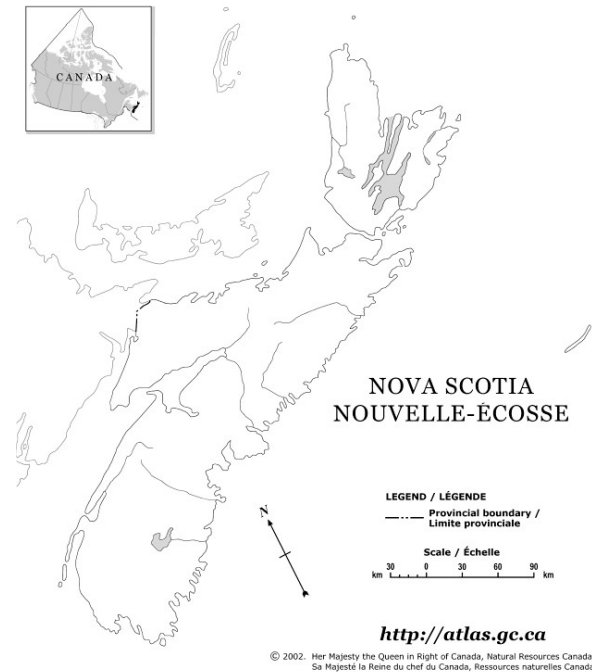 CANADA
NOVA SCOTIA
NOUVELLE-ÉCOSSE
LEGEND / LÉGENDE
Provincial boundary /
Limite provinciale
N
Scale / Échelle
km 30 0 30 60 90 km
http://atlas.gc.ca
© 2002. Her Majesty the Queen in Right of Canada, Natural Resources Canada
Sa Majesté la Reine du chef du Canada, Ressources naturelles Canada